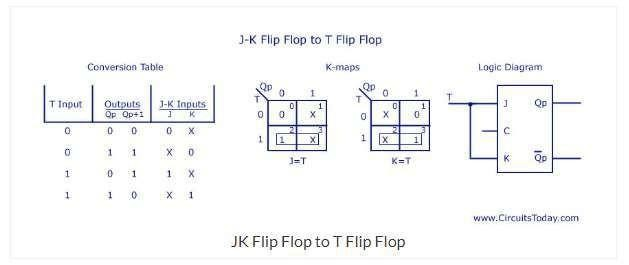 J-K Flip Flop to T Flip Flop
Conversion Table
K-maps
Logic Diagram
T Input
Outputs
J-K Inputs
Qp Qp+1
J K
0 0 0 0 X
0 1 1 X 0
1 0 1 1 X
1 1 0 X 1
Qp
T
0 1
0
0 0
X 1
1
1 2
X 3
J=T
Qp
T
0 1
0
X 0
0 1
1
X 2
1 3
K=T
T
J Qp
C
K Qp
www.CircuitsToday.com
JK Flip Flop to T Flip Flop